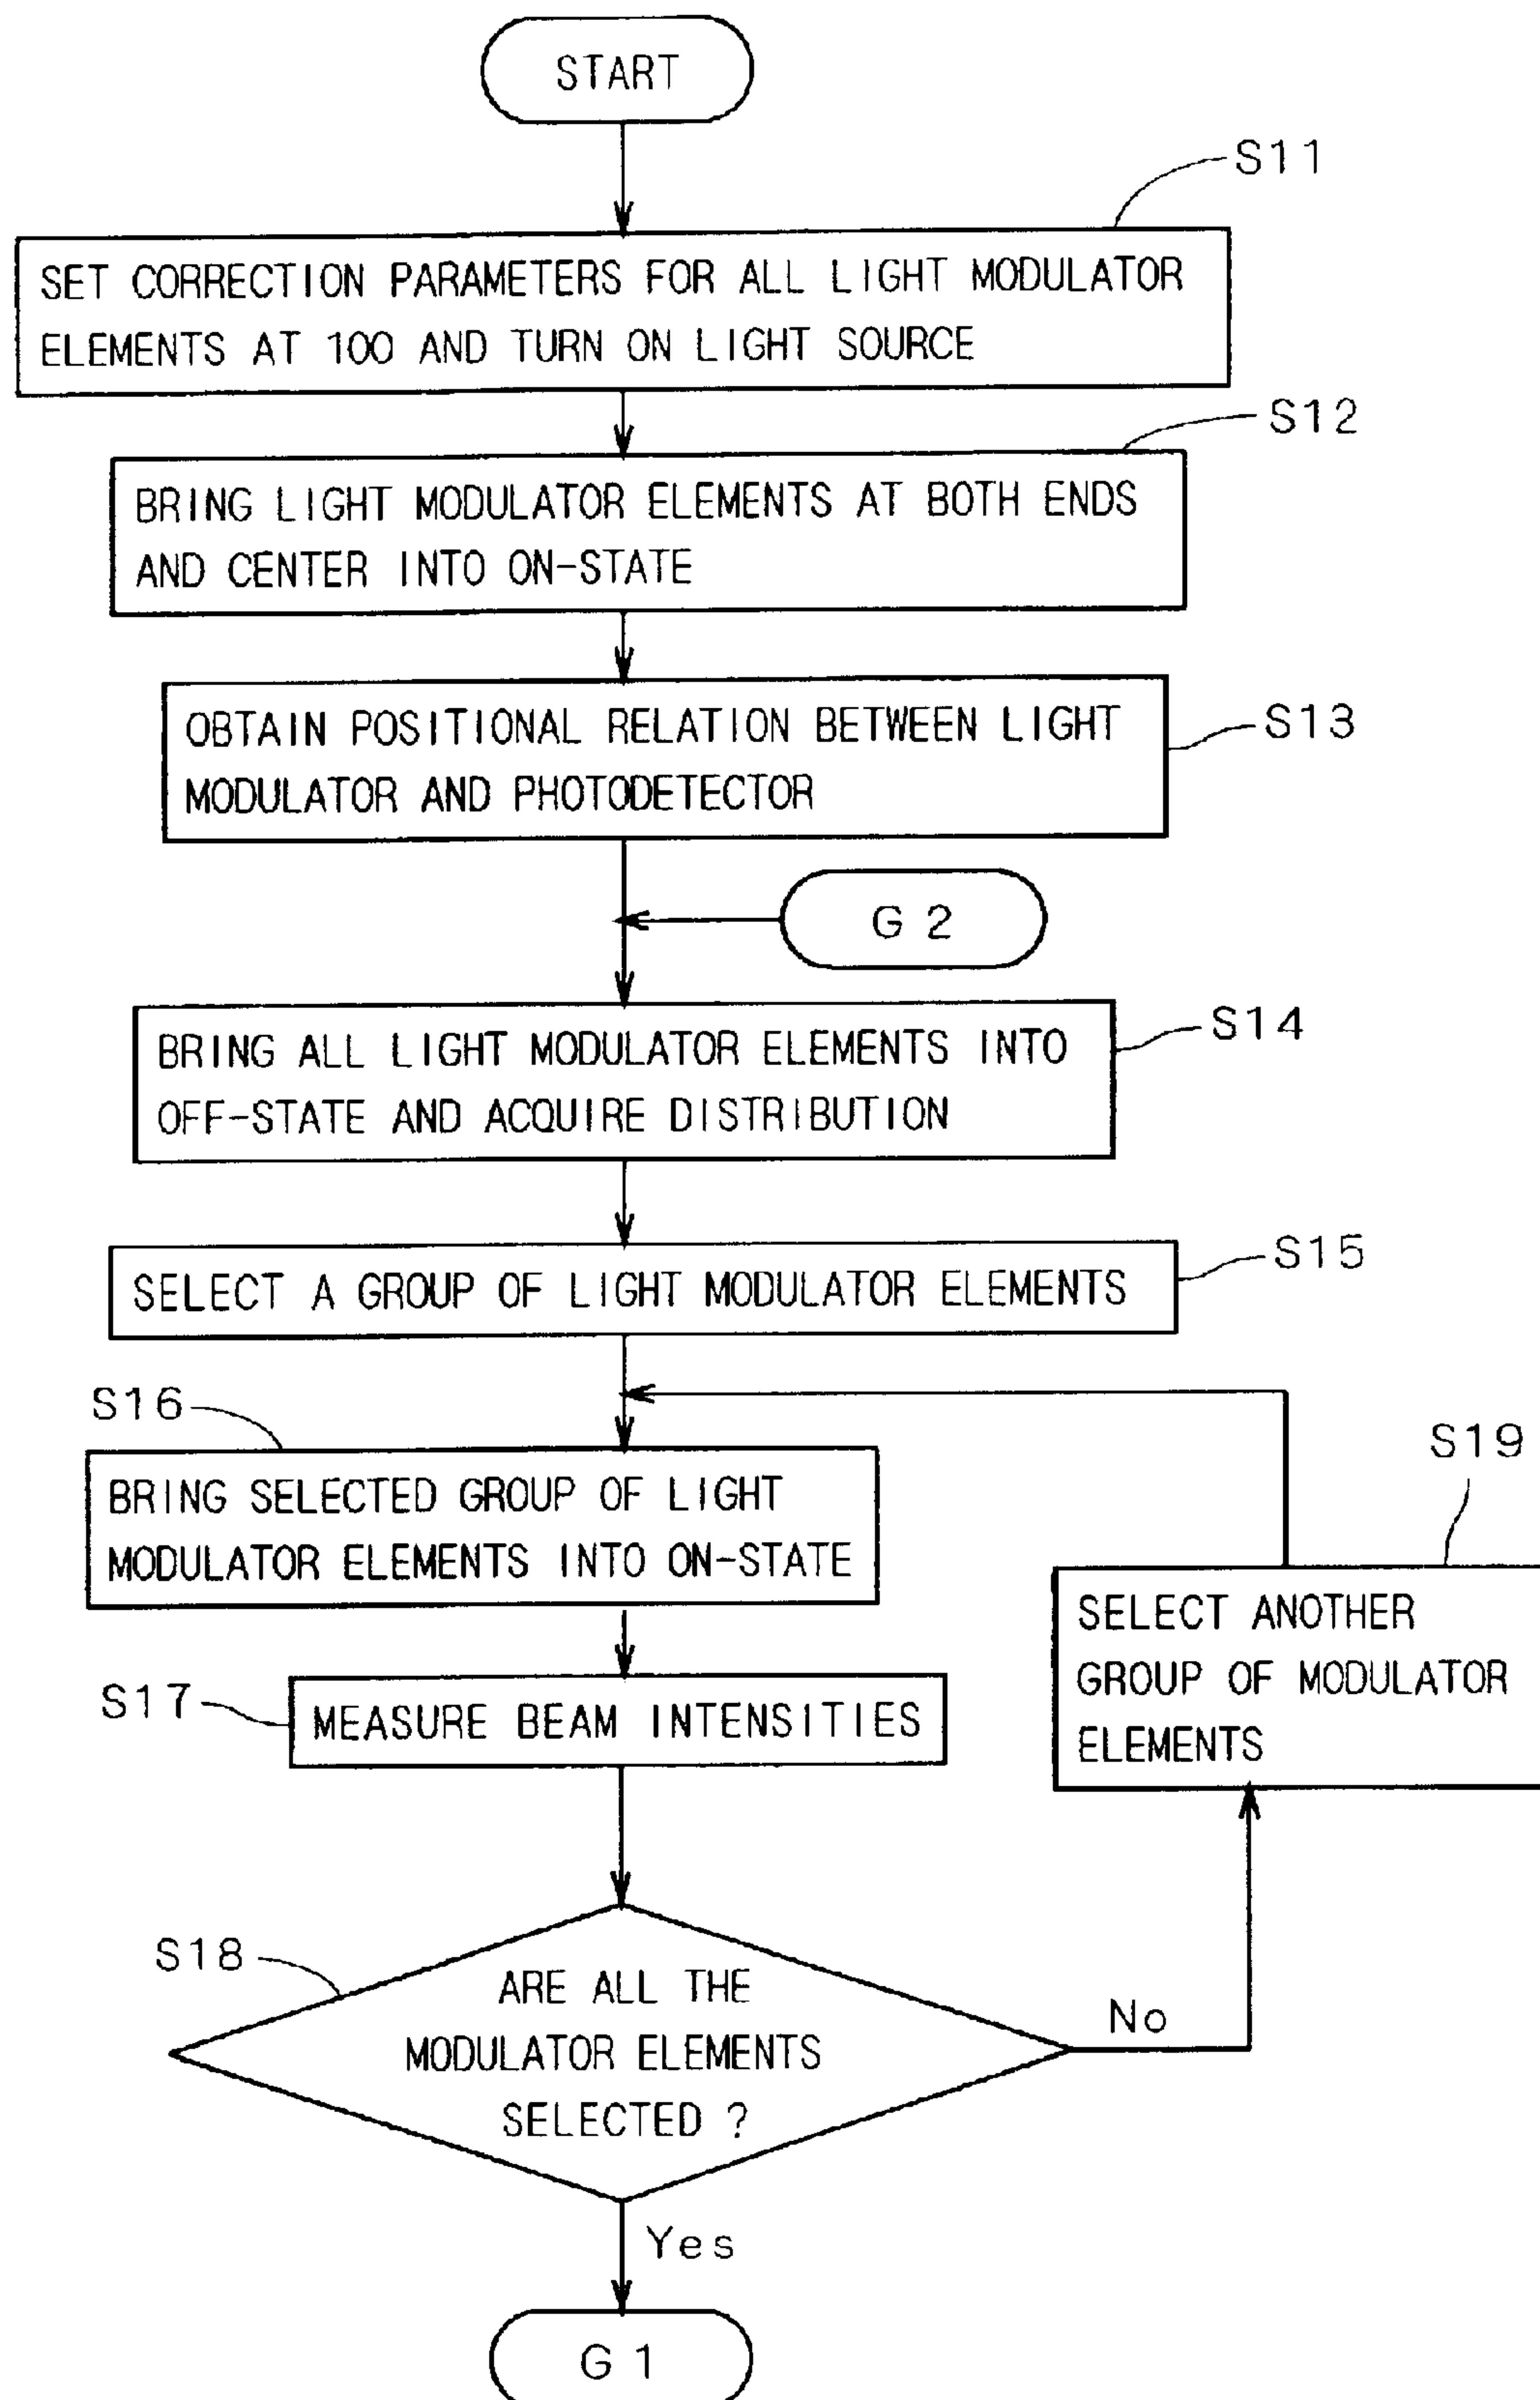 START
S11
SET CORRECTION PARAMETERS FOR ALL LIGHT MODULATOR
ELEMENTS AT 100 AND TURN ON LIGHT SOURCE
S12
BRING LIGHT MODULATOR ELEMENTS AT BOTH ENDS
AND CENTER INTO ON-STATE
S13
OBTAIN POSITIONAL RELATION BETWEEN LIGHT
MODULATOR AND PHOTODETECTOR
G 2
S14
BRING ALL LIGHT MODULATOR ELEMENTS INTO
OFF-STATE AND ACQUIRE DISTRIBUTION
S15
SELECT A GROUP OF LIGHT MODULATOR ELEMENTS
S16
BRING SELECTED GROUP OF LIGHT
MODULATOR ELEMENTS INTO ON-STATE
S19
SELECT ANOTHER
GROUP OF MODULATOR
ELEMENTS
S17
MEASURE BEAM INTENSITIES
S18
ARE ALL THE
MODULATOR ELEMENTS
SELECTED ?
No
Yes
G 1